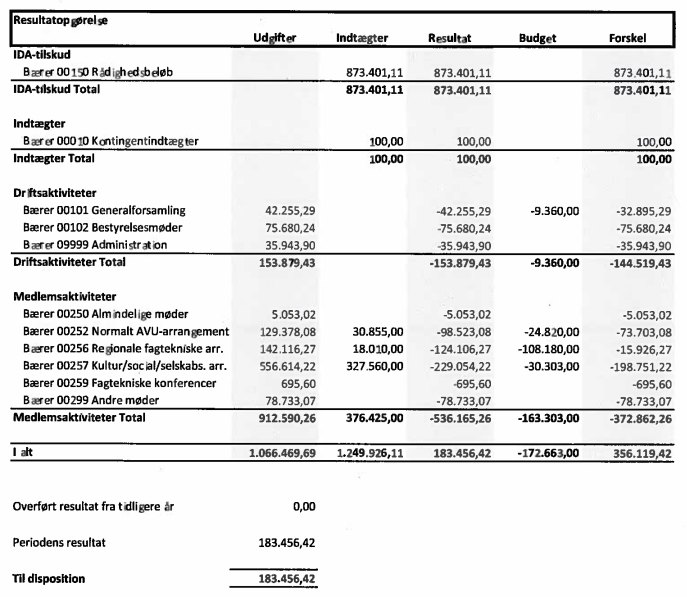 Resultatopgørelse
Udgifter Indtægter Resultat Budget Forskel
IDA-tilskud
Bærer 00150 Rådighedsbeløb 873.401,11 873.401,11 873.401,11
IDA-tilskud Total 873.401,11 873.401,11 873.401,11
Indtægter
Bærer 00010 Kontingentindtægter 100,00 100,00 100,00
Indtægter Total 100,00 100,00 100,00
Driftsaktiviteter
Bærer 00101 Generalforsamling 42.255,29 -42.255,29 -9.360,00 -32.895,29
Bærer 00102 Bestyrelsesmøder 75.680,24 -75.680,24 -75.680,24
Bærer 09999 Administration 35.943,90 -35.943,90 -35.943,90
Driftsaktiviteter Total 153.879,43 -153.879,43 -9.360,00 -144.519,43
Medlemsaktiviteter
Bærer 00250 Almindelige møder 5.053,02 -5.053,02 -5.053,02
Bærer 00252 Normalt AVU-arrangement 129.378,08 30.855,00 -98.523,08 -24.820,00 -73.703,08
Bærer 00256 Regionale fagtekniske arr. 142.116,27 18.010,00 -124.106,27 -108.180,00 -15.926,27
Bærer 00257 Kultur/social/selskabs. arr. 556.614,22 327.560,00 -229.054,22 -30.303,00 -198.751,22
Bærer 00259 Fagtekniske konferencer 695,60 -695,60 -695,60
Bærer 00299 Andre møder 78.733,07 -78.733,07 -78.733,07
Medlemsaktiviteter Total 912.590,26 376.425,00 -536.165,26 -163.303,00 -372.862,26
I alt 1.066.469,69 1.249.926,11 183.456,42 -172.663,00 356.119,42
Overført resultat fra tidligere år 0,00
Periodens resultat 183.456,42
Til disposition 183.456,42